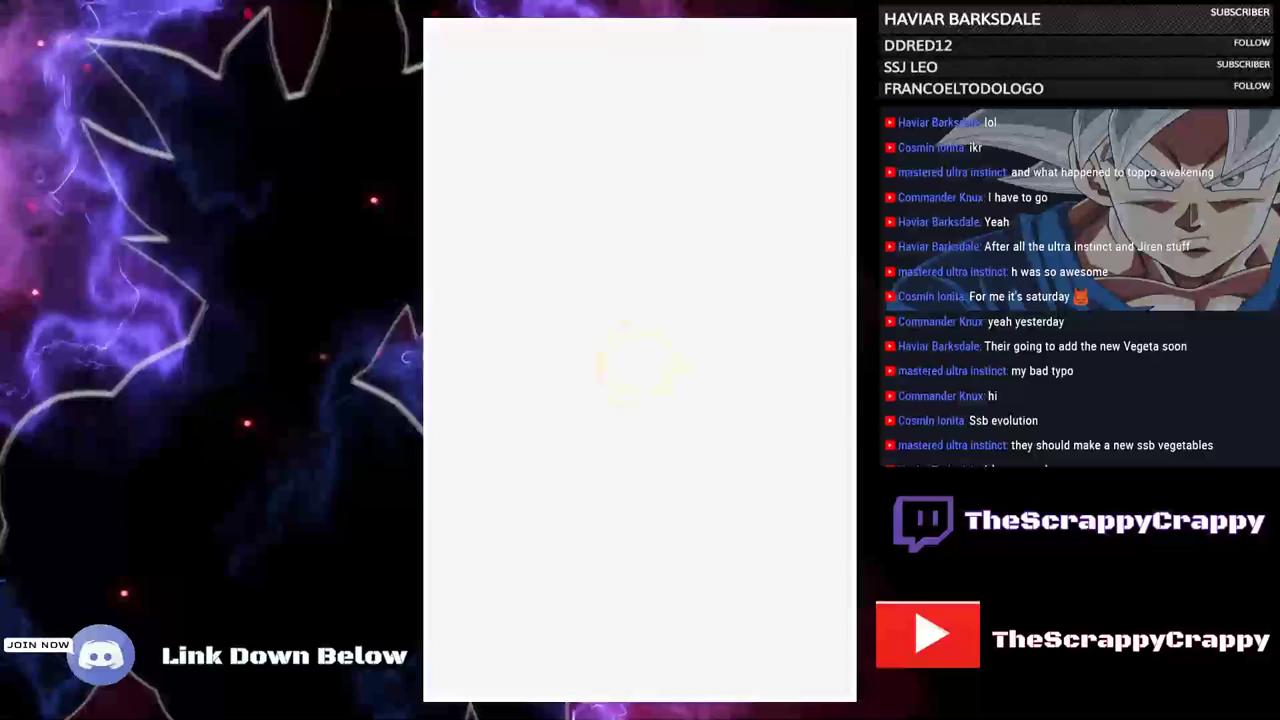 HAVIAR BARKSDALE SUBSCRIBER
DDRED12 FOLLOW
SSJ LEO SUBSCRIBER
FRANCOELTODOLOGO FOLLOW
Haviar Barksdale: lol
Cosmin Ionita: ikr
mastered ultra instinct: and what happened to toppo awakening
Commander Knux: I have to go
Haviar Barksdale: Yeah
Haviar Barksdale: After all the ultra instinct and Jiren stuff
mastered ultra instinct: h was so awesome
Cosmin Ionita: For me it's saturday 👹
Commander Knux: yeah yesterday
Haviar Barksdale: Their going to add the new Vegeta soon
mastered ultra instinct: my bad typo
Commander Knux: hi
Cosmin Ionita: Ssb evolution
mastered ultra instinct: they should make a new ssb vegetables
TheScrappyCrappy
TheScrappyCrappy
JOIN NOW
Link Down Below